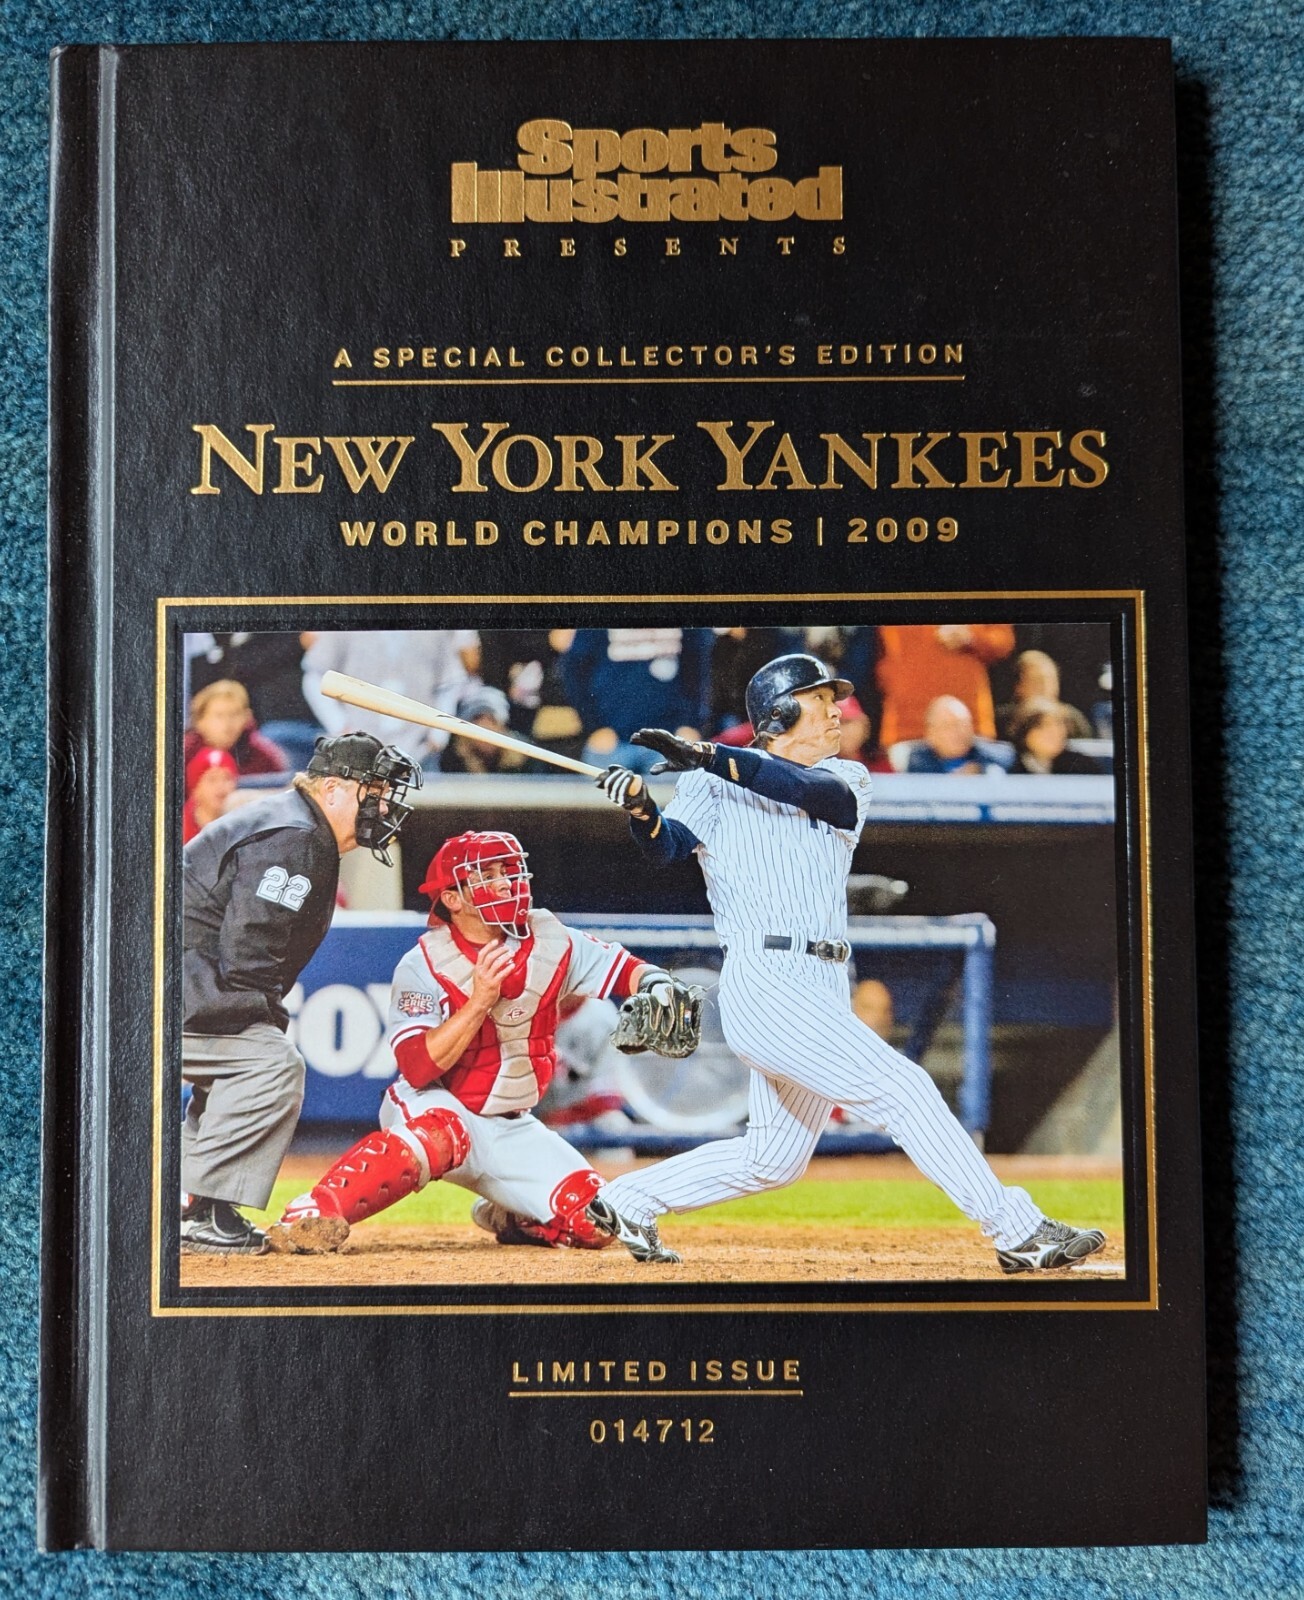 Sports
Illustrated
PRESENTS
A SPECIAL COLLECTOR'S EDITION
NEW YORK YANKEES
WORLD CHAMPIONS | 2009
22
WORLD
SERIES
FOX
LIMITED ISSUE
014712